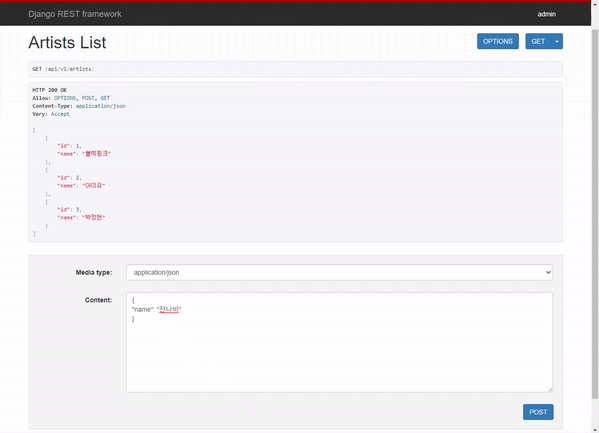 Django REST framework
admin
Artists List
OPTIONS
GET
GET /api/v1/artists/
HTTP 200 OK
Allow: OPTIONS, POST, GET
Content-Type: application/json
Vary: Accept
[
{
"id": 1,
"name": "블랙핑크"
},
{
"id": 2,
"name": "아이유"
},
{
"id": 3,
"name": "박정현"
}
]
Media type:
application/json
Content:
{
"name": "잔나비"
}
POST